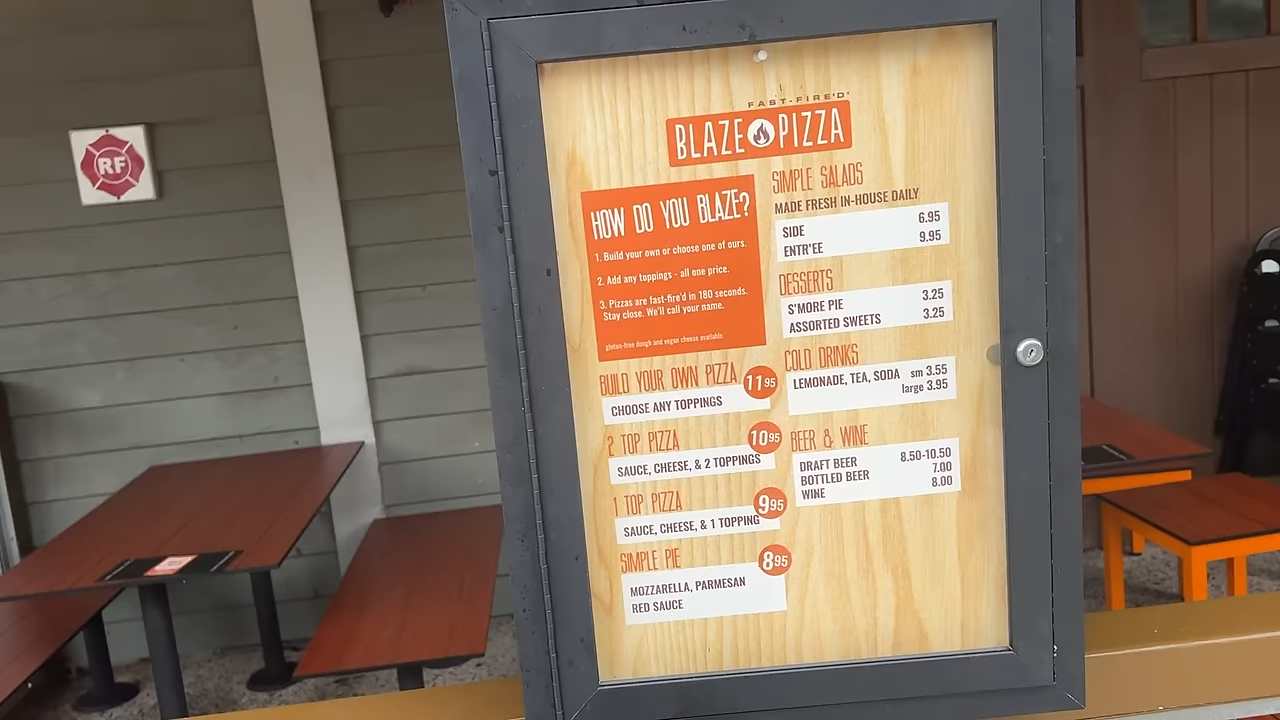 RF
FAST-FIRE'D
BLAZE PIZZA
HOW DO YOU BLAZE?
1. Build your own or choose one of ours.
2. Add any toppings - all one price.
3. Pizzas are fast-fire'd in 180 seconds.
Stay close. We'll call your name.
gluten-free dough and vegan cheese available
BUILD YOUR OWN PIZZA 11 95
CHOOSE ANY TOPPINGS
2 TOP PIZZA 10 95
SAUCE, CHEESE, & 2 TOPPINGS
1 TOP PIZZA 9 95
SAUCE, CHEESE, & 1 TOPPING
SIMPLE PIE 8 95
MOZZARELLA, PARMESAN
RED SAUCE
SIMPLE SALADS
MADE FRESH IN-HOUSE DAILY
SIDE 6.95
ENTR'EE 9.95
DESSERTS
S'MORE PIE 3.25
ASSORTED SWEETS 3.25
COLD DRINKS
LEMONADE, TEA, SODA sm 3.55
large 3.95
BEER & WINE
DRAFT BEER 8.50-10.50
BOTTLED BEER 7.00
WINE 8.00